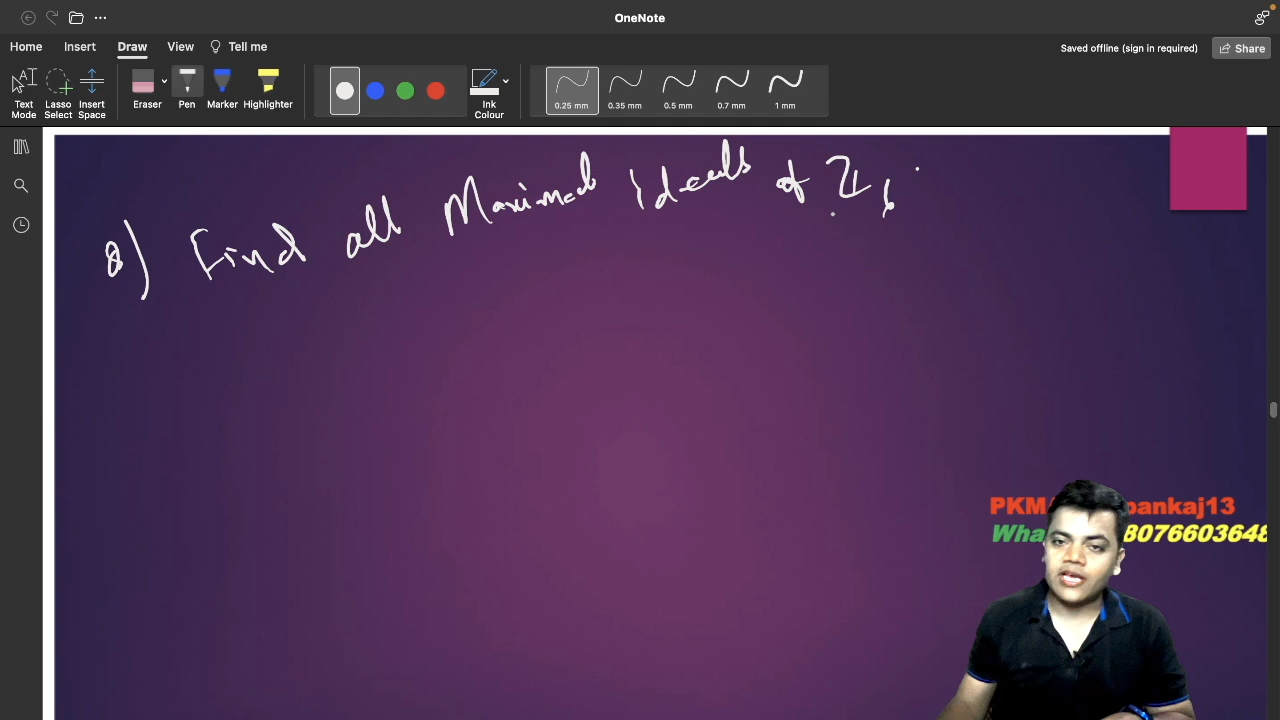 OneNote
Home Insert Draw View Tell me
Saved offline (sign in required) Share
Text Mode
Lasso Select
Insert Space
Eraser
Pen
Marker
Highlighter
Ink Colour
0.25 mm
0.35 mm
0.5 mm
0.7 mm
1 mm
Q) Find all Maximal ideals of ℤ₆.
pankaj13
8076603648